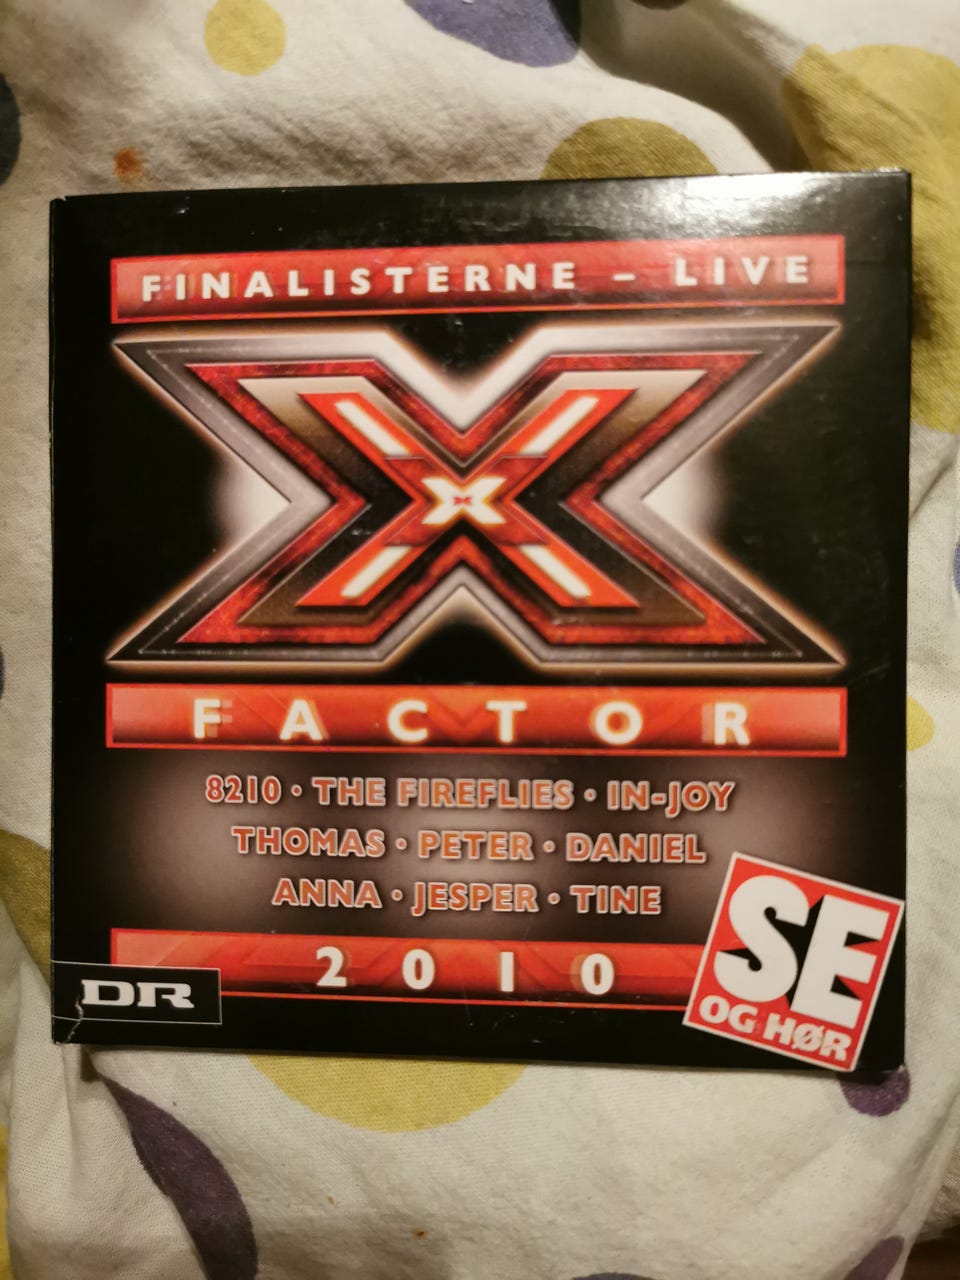 FINALISTERNE – LIVE
X
FACTOR
8210 • THE FIREFLIES • IN-JOY
THOMAS • PETER • DANIEL
ANNA • JESPER • TINE
2010
DR
SE
OG HØR